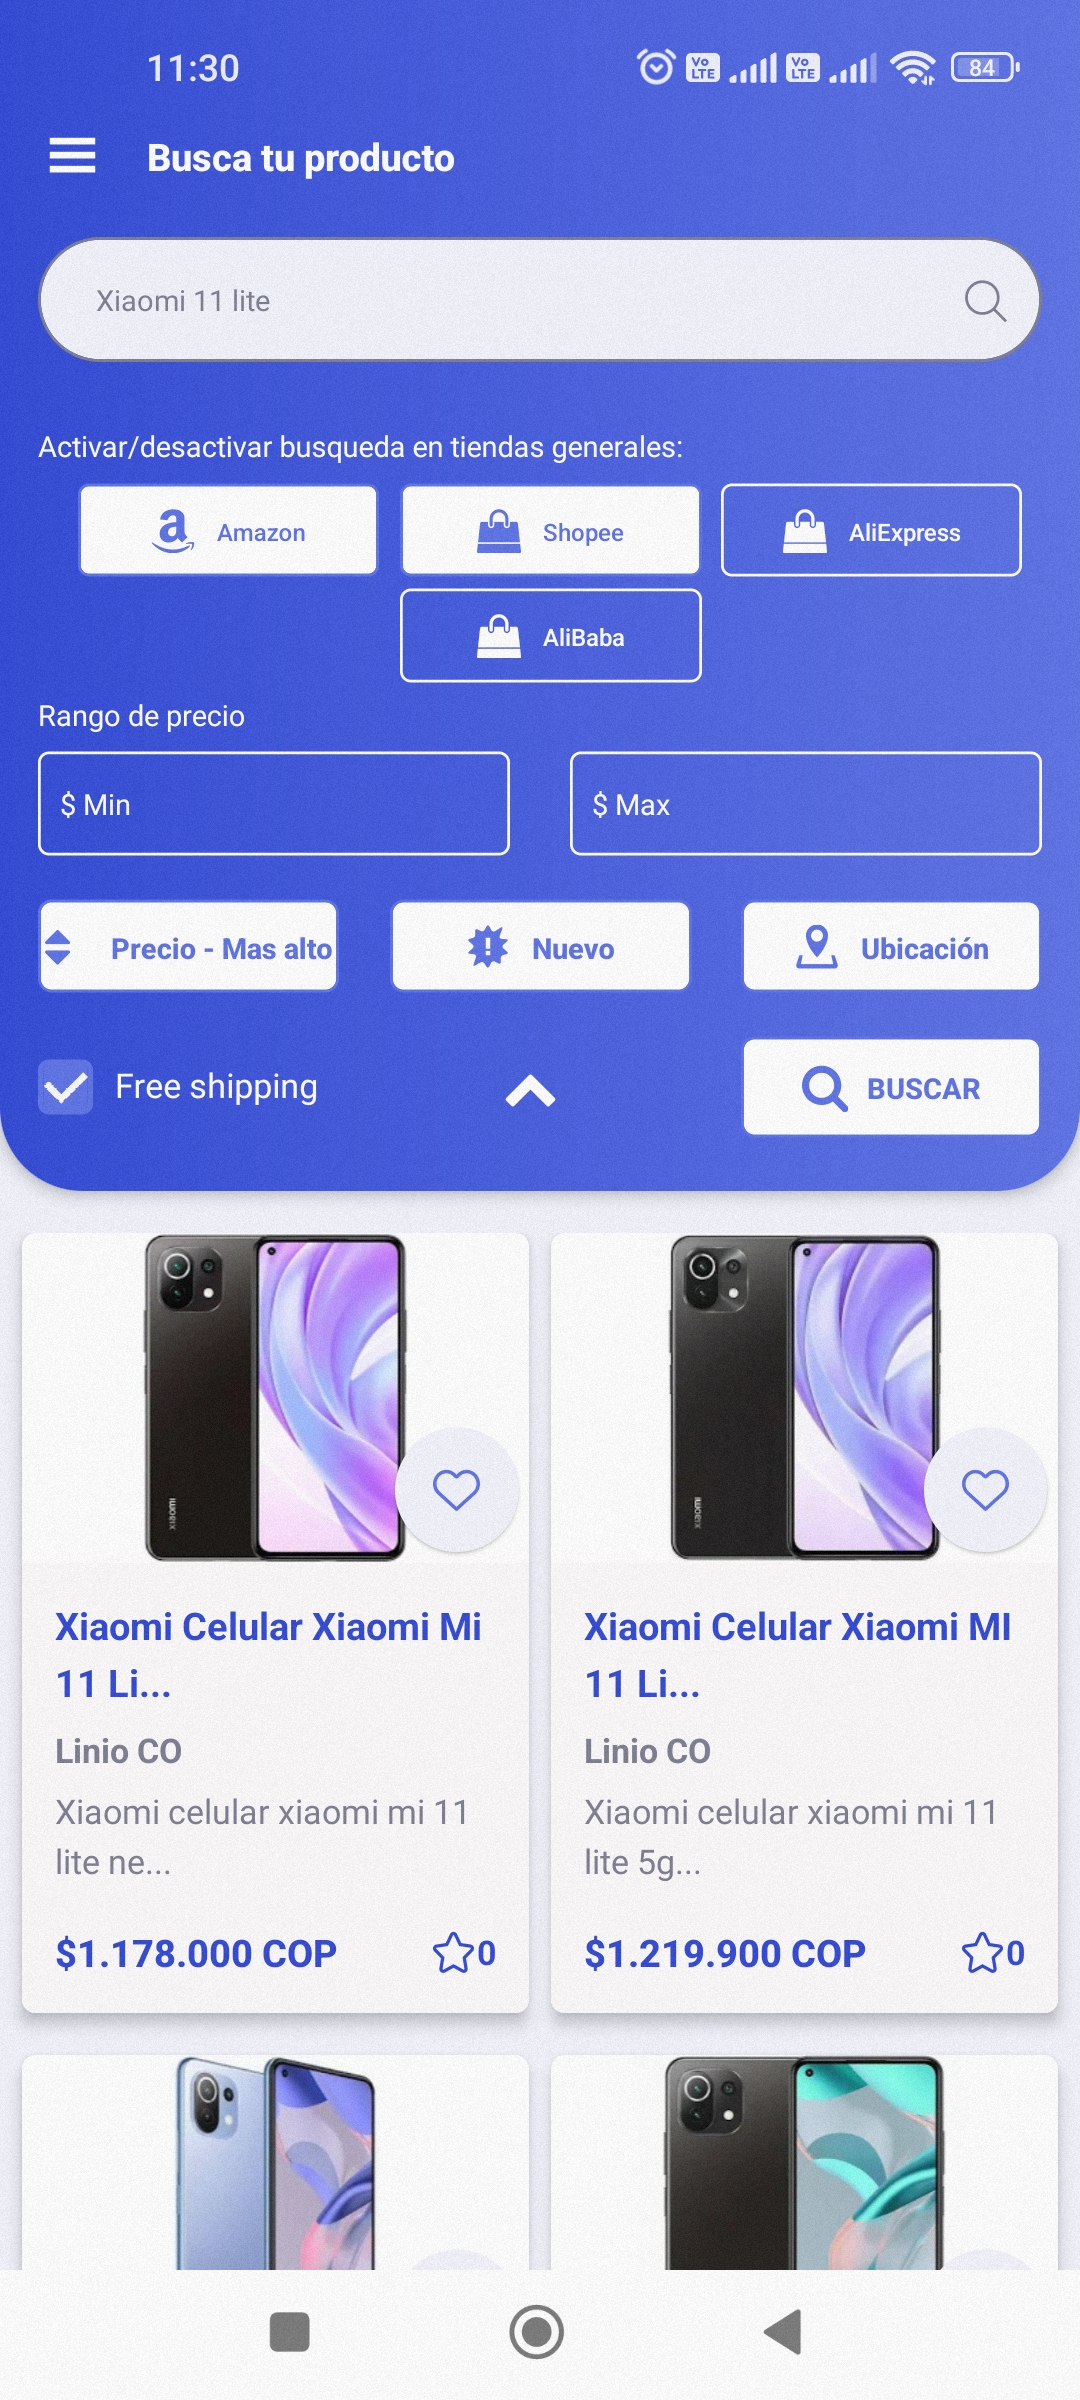 11:30
Vo LTE
Vo LTE
84
Busca tu producto
Xiaomi 11 lite
Activar/desactivar busqueda en tiendas generales:
Amazon
Shopee
AliExpress
AliBaba
Rango de precio
$ Min
$ Max
Precio - Mas alto
Nuevo
Ubicación
Free shipping
BUSCAR
xiaomi
xiaomi
Xiaomi Celular Xiaomi Mi
11 Li...
Linio CO
Xiaomi celular xiaomi mi 11
lite ne...
$1.178.000 COP
0
Xiaomi Celular Xiaomi MI
11 Li...
Linio CO
Xiaomi celular xiaomi mi 11
lite 5g...
$1.219.900 COP
0